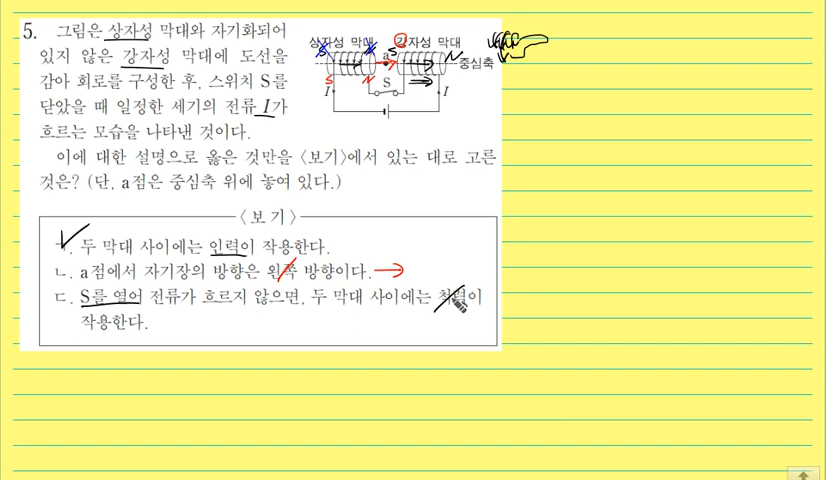 5. 그림은 상자성 막대와 자기화되어
있지 않은 강자성 막대에 도선을
감아 회로를 구성한 후, 스위치 S를
닫았을 때 일정한 세기의 전류 I가
흐르는 모습을 나타낸 것이다.
상자성 막대 강자성 막대
S N a S N 중심축
S N S
I I
이에 대한 설명으로 옳은 것만을 〈보기〉에서 있는 대로 고른
것은? (단, a점은 중심축 위에 놓여 있다.)
〈보 기〉
ㄱ. 두 막대 사이에는 인력이 작용한다.
ㄴ. a점에서 자기장의 방향은 왼쪽 방향이다.
ㄷ. S를 열어 전류가 흐르지 않으면, 두 막대 사이에는 척력이
작용한다.